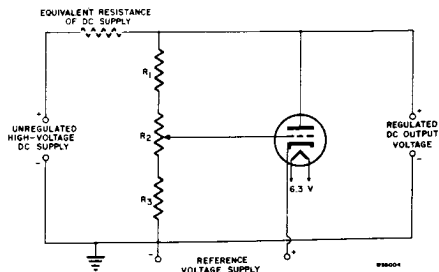 EQUIVALENT RESISTANCE
OF DC SUPPLY
R1
+
UNREGULATED
HIGH-VOLTAGE
DC SUPPLY
-
R2
+
REGULATED
DC OUTPUT
VOLTAGE
-
R3
6.3 V
-
REFERENCE
VOLTAGE SUPPLY
+